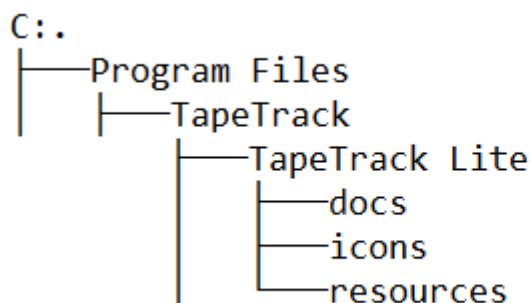 C:.
Program Files
TapeTrack
TapeTrack Lite
docs
icons
resources